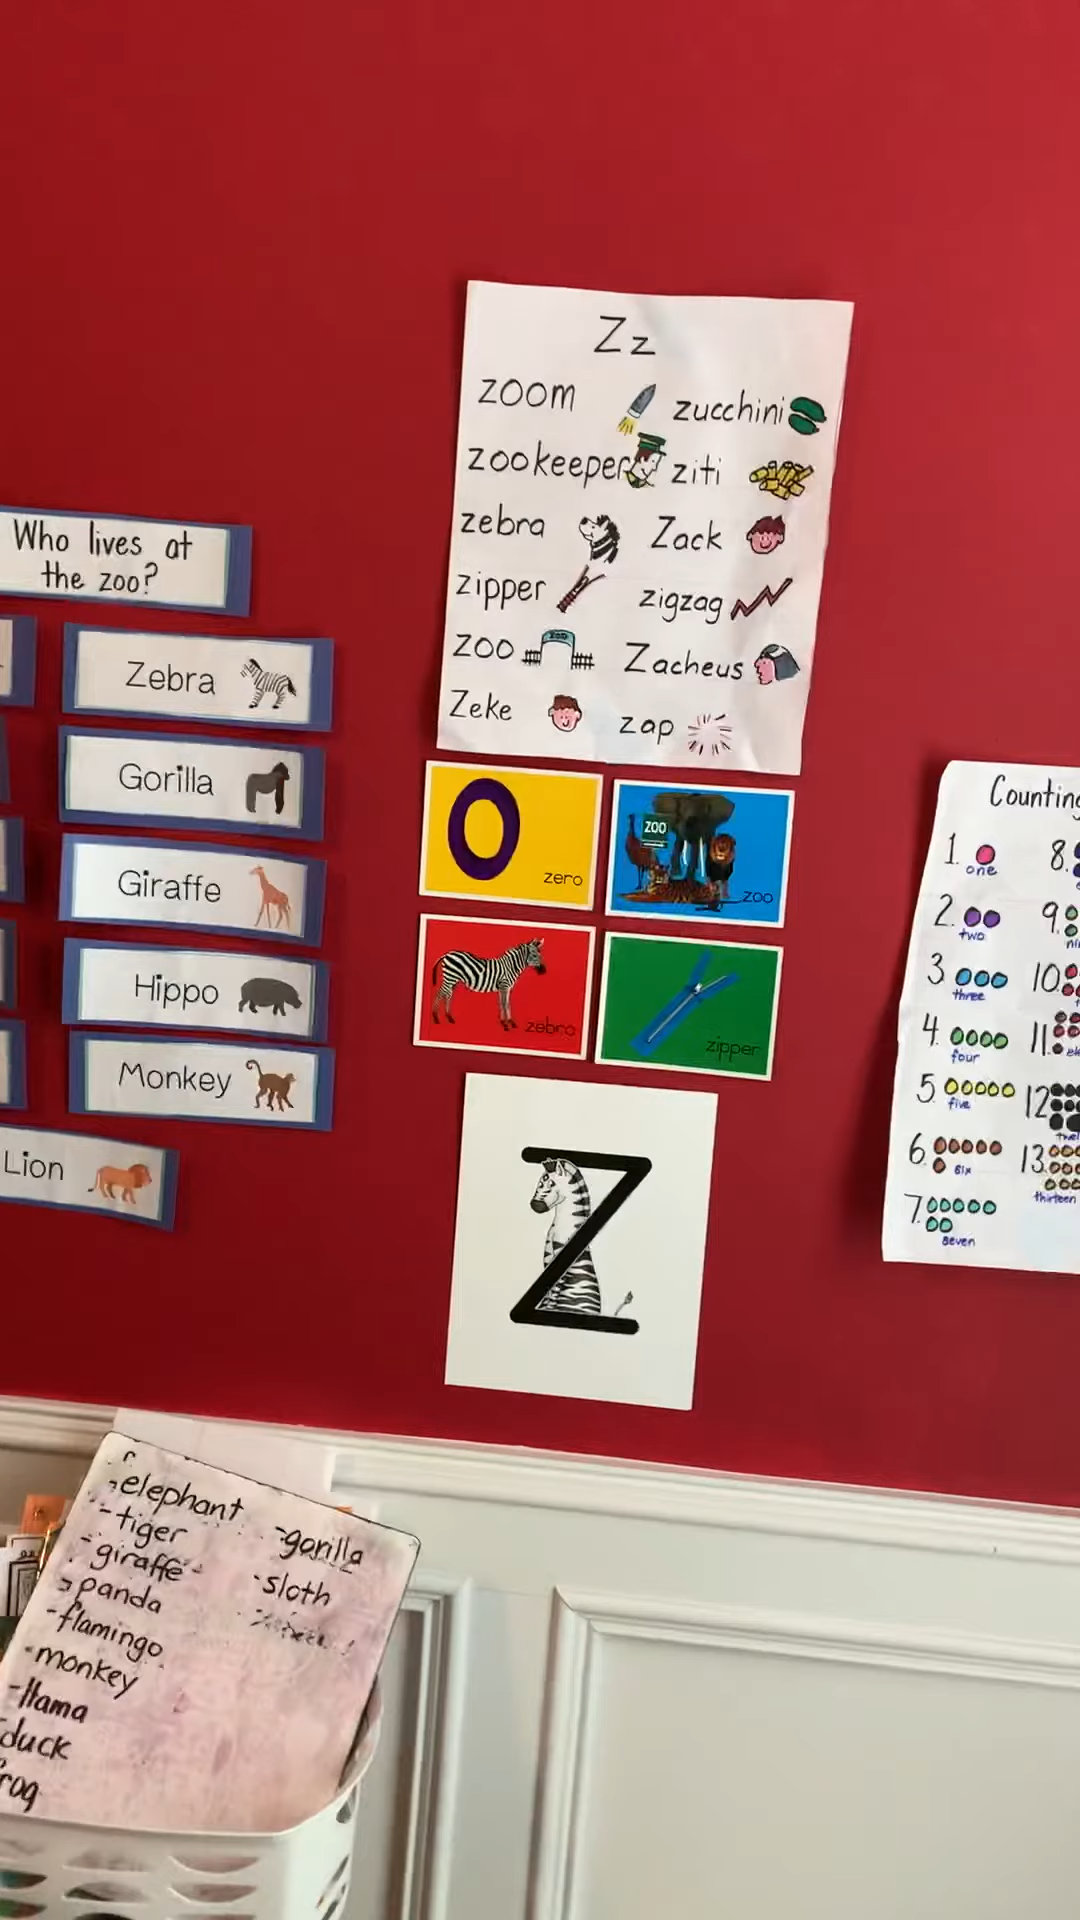 Who lives at
the zoo?
Zebra
Gorilla
Giraffe
Hippo
Monkey
Lion
Zz
zoom
zookeeper
zebra
zipper
zoo
ZOO
Zeke
zucchini
ziti
Zack
zigzag
Zacheus
zap
0
zero
ZOO
zoo
zebra
zipper
Z
Counting
1. one
2. two
3 three
4. four
5. five
6. six
7. seven
8.
9.
10.
11.
12
13.
thirteen
-elephant
-tiger
-giraffe
-panda
-flamingo
-monkey
-llama
duck
-gorilla
-sloth